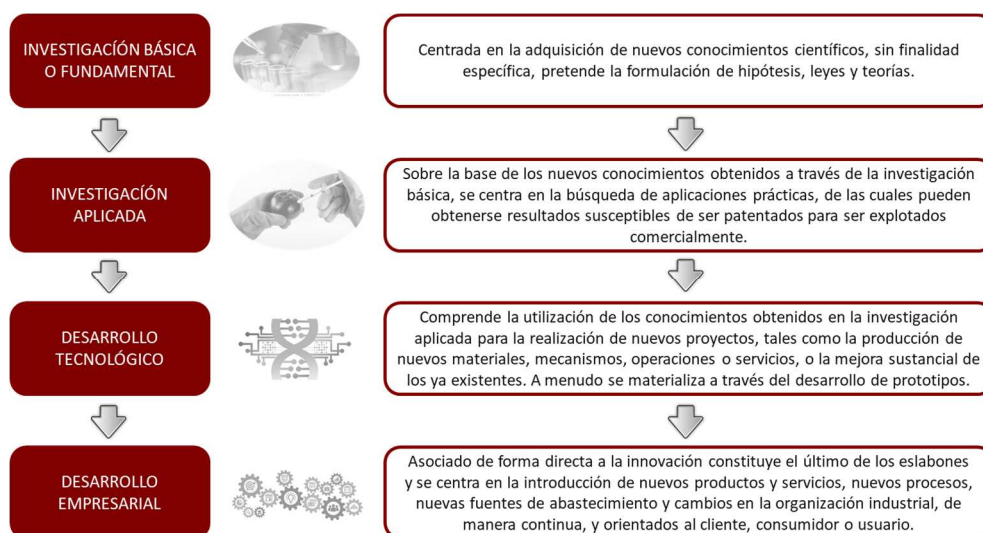 INVESTIGACÍÓN BÁSICA
O FUNDAMENTAL
Centrada en la adquisición de nuevos conocimientos científicos, sin finalidad
específica, pretende la formulación de hipótesis, leyes y teorías.
INVESTIGACÍÓN
APLICADA
Sobre la base de los nuevos conocimientos obtenidos a través de la investigación
básica, se centra en la búsqueda de aplicaciones prácticas, de las cuales pueden
obtenerse resultados susceptibles de ser patentados para ser explotados
comercialmente.
DESARROLLO
TECNOLÓGICO
Comprende la utilización de los conocimientos obtenidos en la investigación
aplicada para la realización de nuevos proyectos, tales como la producción de
nuevos materiales, mecanismos, operaciones o servicios, o la mejora sustancial de
los ya existentes. A menudo se materializa a través del desarrollo de prototipos.
DESARROLLO
EMPRESARIAL
Asociado de forma directa a la innovación constituye el último de los eslabones
y se centra en la introducción de nuevos productos y servicios, nuevos procesos,
nuevas fuentes de abastecimiento y cambios en la organización industrial, de
manera continua, y orientados al cliente, consumidor o usuario.